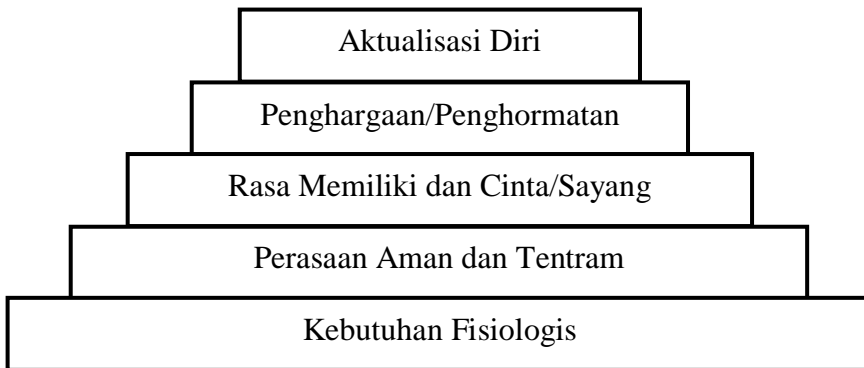 Aktualisasi Diri
Penghargaan/Penghormatan
Rasa Memiliki dan Cinta/Sayang
Perasaan Aman dan Tentram
Kebutuhan Fisiologis